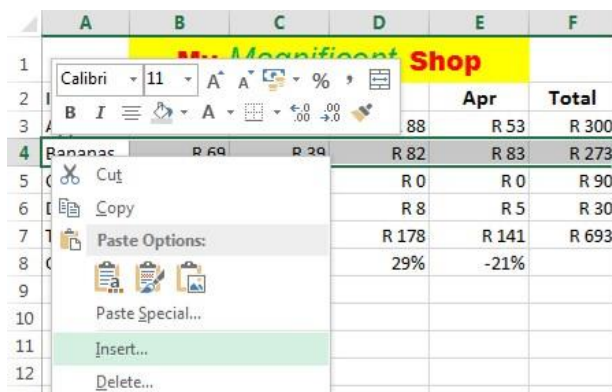 A B C D E F
1 My Magnificent Shop
Calibri 11 A A % ,
2 Apr Total
B I A .00 .00
3 88 R 53 R 300
4 Bananas R 69 R 39 R 82 R 83 R 273
5 R 0 R 0 R 90
Cut
6 R 8 R 5 R 30
Copy
7 R 178 R 141 R 693
Paste Options:
8 29% -21%
9
10
Paste Special...
11
Insert...
12
Delete...